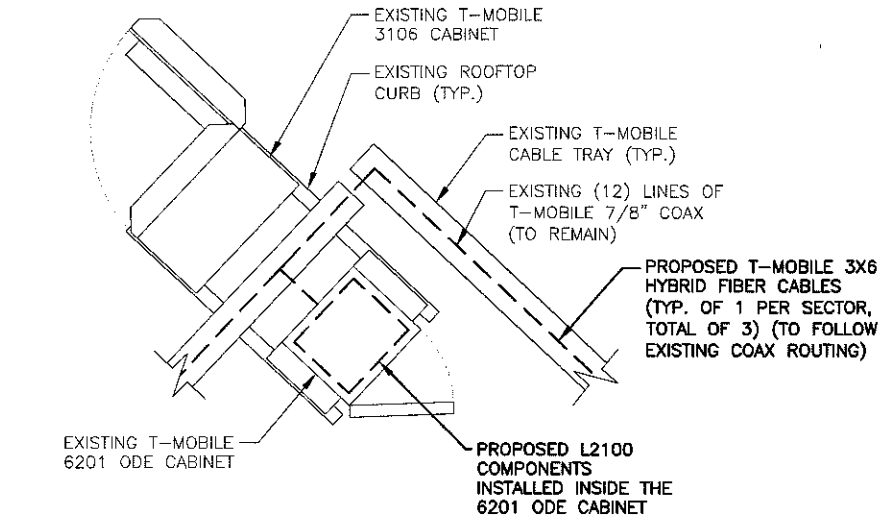 EXISTING T-MOBILE
3106 CABINET
EXISTING ROOFTOP
CURB (TYP.)
EXISTING T-MOBILE
CABLE TRAY (TYP.)
EXISTING (12) LINES OF
T-MOBILE 7/8" COAX
(TO REMAIN)
PROPOSED T-MOBILE 3X6
HYBRID FIBER CABLES
(TYP. OF 1 PER SECTOR,
TOTAL OF 3) (TO FOLLOW
EXISTING COAX ROUTING)
EXISTING T-MOBILE
6201 ODE CABINET
PROPOSED L2100
COMPONENTS
INSTALLED INSIDE THE
6201 ODE CABINET